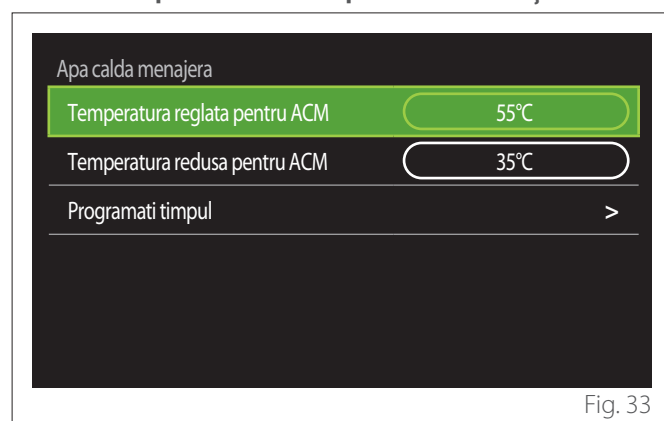 Apa calda menajera
Temperatura reglata pentru ACM 55°C
Temperatura redusa pentru ACM 35°C
Programati timpul >
Fig. 33